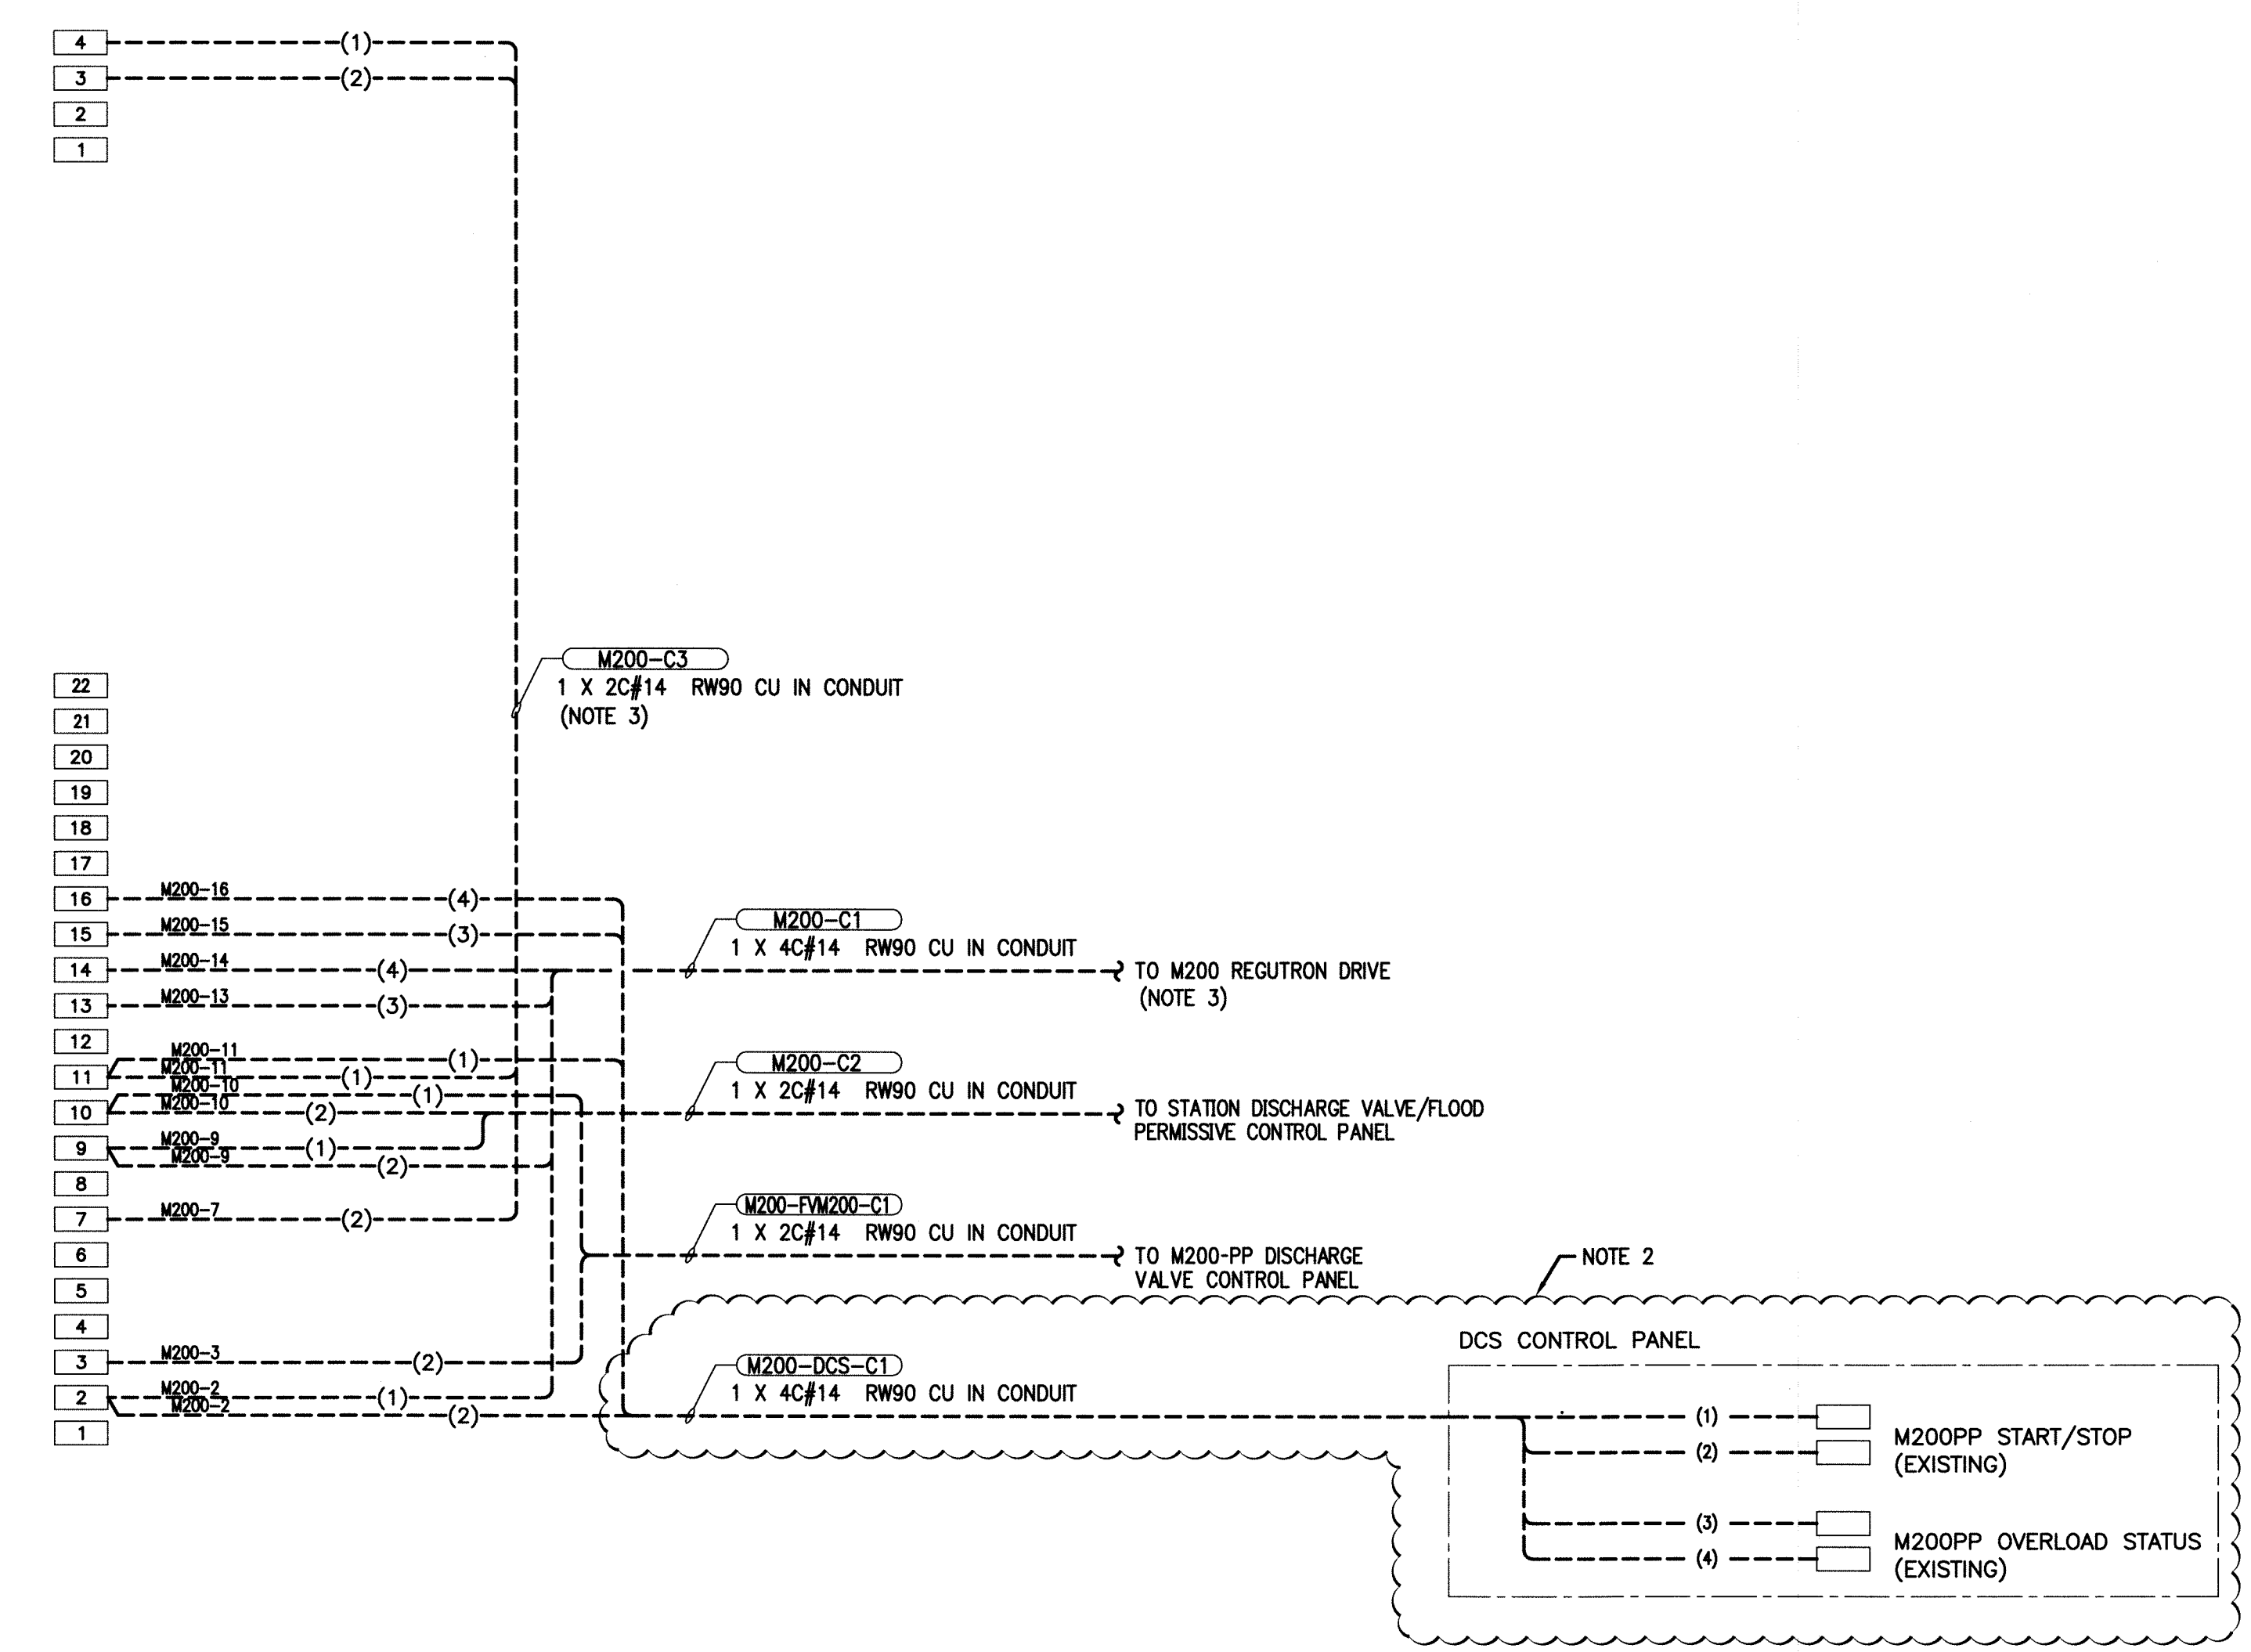 4 (1)
3 (2)
2
1
M200-C3
1 X 2C#14 RW90 CU IN CONDUIT
(NOTE 3)
22
21
20
19
18
17
16 M200-16 (4)
15 M200-15 (3)
14 M200-14 (4)
13 M200-13 (3)
12
M200-11 (1)
11 M200-11 (1)
M200-10 (1)
10 M200-10 (2)
9 M200-9 (1)
M200-9 (2)
8
7 M200-7 (2)
6
5
4
3 M200-3 (2)
2 M200-2 (1)
M200-2 (2)
1
M200-C1
1 X 4C#14 RW90 CU IN CONDUIT
TO M200 REGUTRON DRIVE
(NOTE 3)
M200-C2
1 X 2C#14 RW90 CU IN CONDUIT
TO STATION DISCHARGE VALVE/FLOOD
PERMISSIVE CONTROL PANEL
M200-FVM200-C1
1 X 2C#14 RW90 CU IN CONDUIT
TO M200-PP DISCHARGE
VALVE CONTROL PANEL
NOTE 2
M200-DCS-C1
1 X 4C#14 RW90 CU IN CONDUIT
DCS CONTROL PANEL
(1)
(2)
M200PP START/STOP
(EXISTING)
(3)
(4)
M200PP OVERLOAD STATUS
(EXISTING)